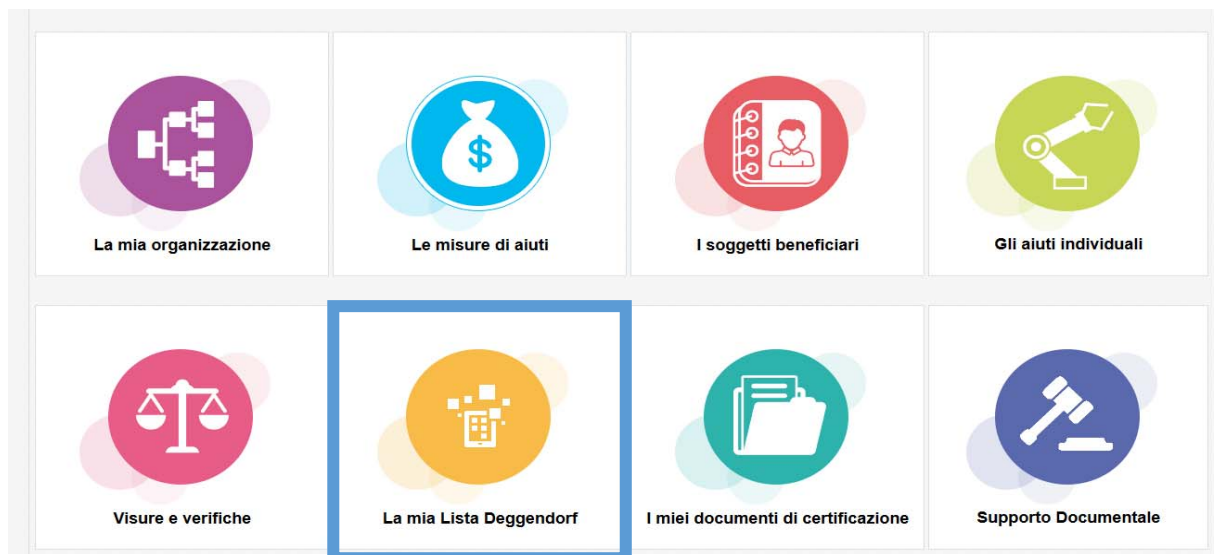 La mia organizzazione
Le misure di aiuti
I soggetti beneficiari
Gli aiuti individuali
Visure e verifiche
La mia Lista Deggendorf
I miei documenti di certificazione
Supporto Documentale